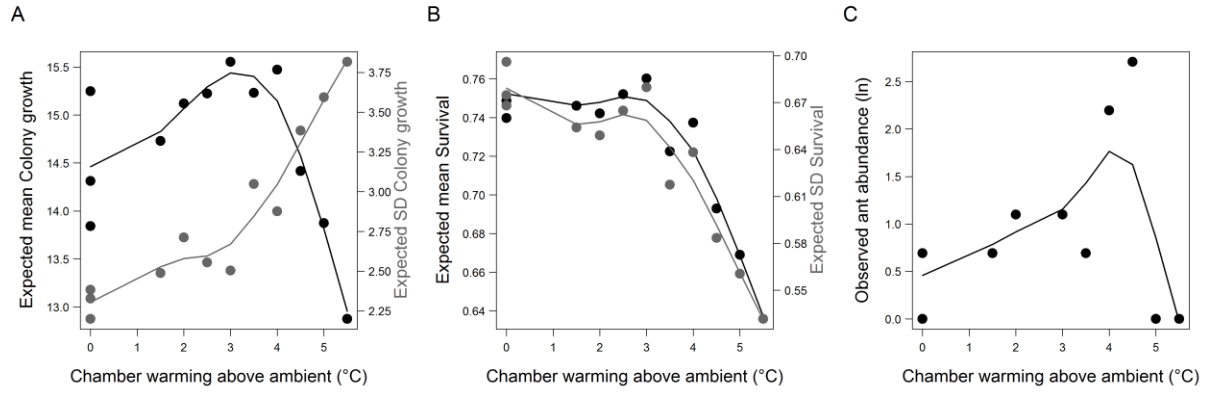 A
Expected mean Colony growth
15.5
15.0
14.5
14.0
13.5
13.0
0 1 2 3 4 5
3.75
3.50
3.25
3.00
2.75
2.50
2.25
Expected SD Colony growth
Chamber warming above ambient (°C)
B
Expected mean Survival
0.76
0.74
0.72
0.70
0.68
0.66
0.64
0 1 2 3 4 5
0.70
0.67
0.64
0.61
0.58
0.55
Expected SD Survival
Chamber warming above ambient (°C)
C
Observed ant abundance (ln)
2.5
2.0
1.5
1.0
0.5
0.0
0 1 2 3 4 5
Chamber warming above ambient (°C)